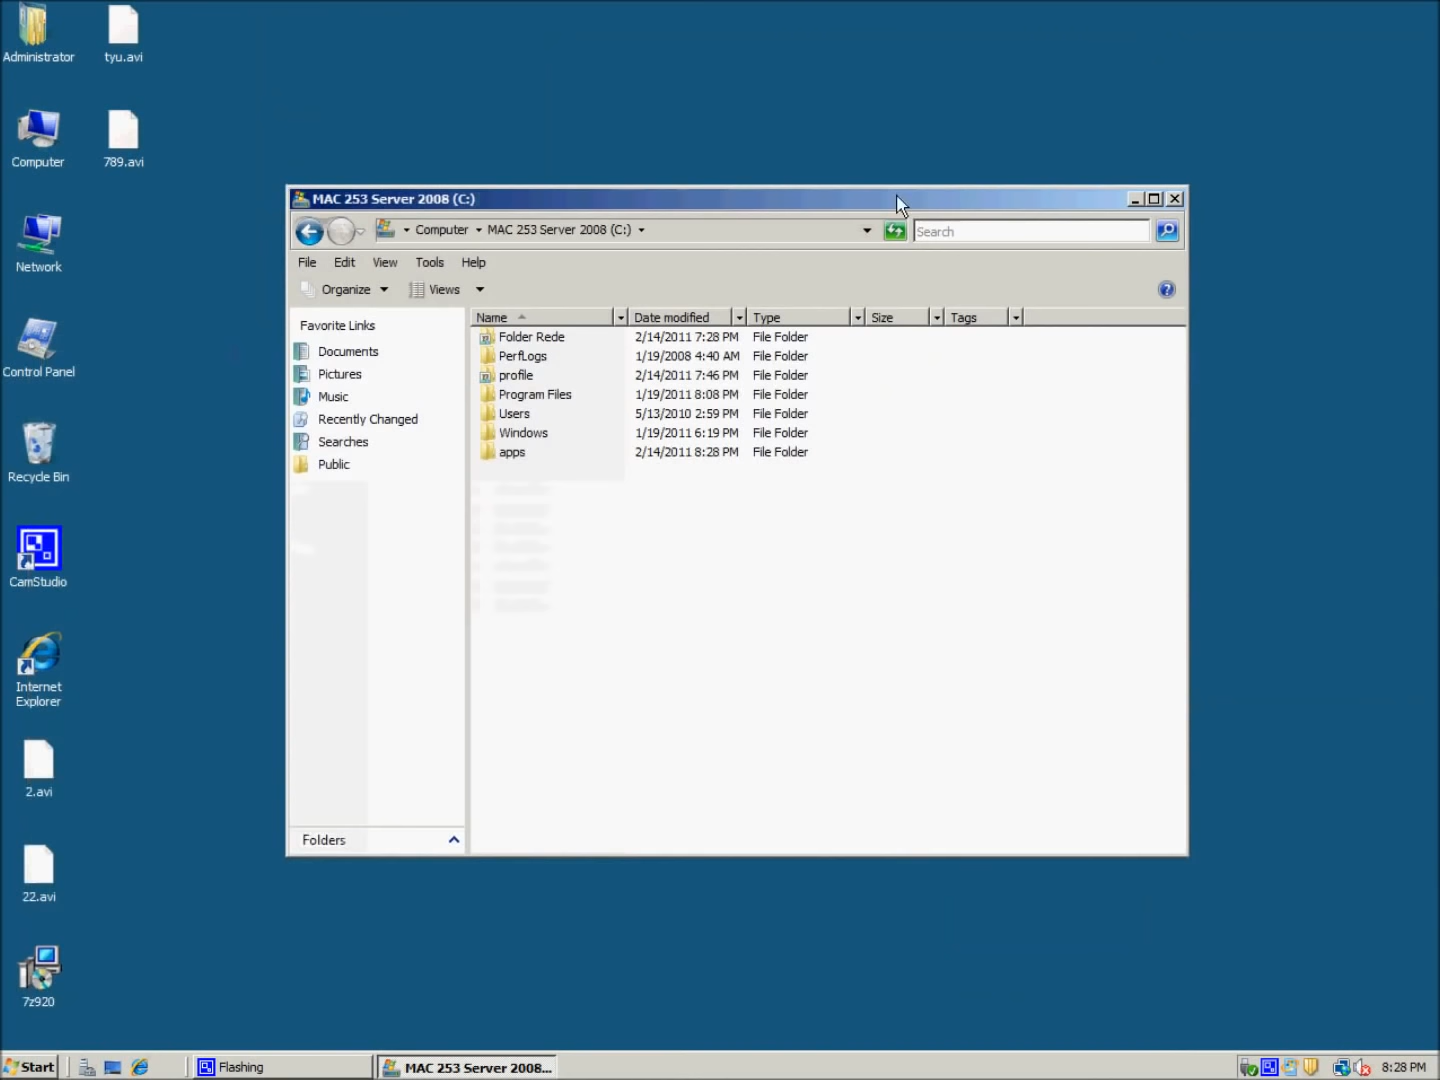 Administrator
tyu.avi
Computer
789.avi
Network
Control Panel
Recycle Bin
CamStudio
Internet
Explorer
2.avi
22.avi
7z920
MAC 253 Server 2008 (C:)
Computer MAC 253 Server 2008 (C:)
Search
File Edit View Tools Help
Organize Views
Favorite Links
Documents
Pictures
Music
Recently Changed
Searches
Public
Folders
Name Date modified Type Size Tags
Folder Rede 2/14/2011 7:28 PM File Folder
PerfLogs 1/19/2008 4:40 AM File Folder
profile 2/14/2011 7:46 PM File Folder
Program Files 1/19/2011 8:08 PM File Folder
Users 5/13/2010 2:59 PM File Folder
Windows 1/19/2011 6:19 PM File Folder
apps 2/14/2011 8:28 PM File Folder
Start Flashing MAC 253 Server 2008... 8:28 PM